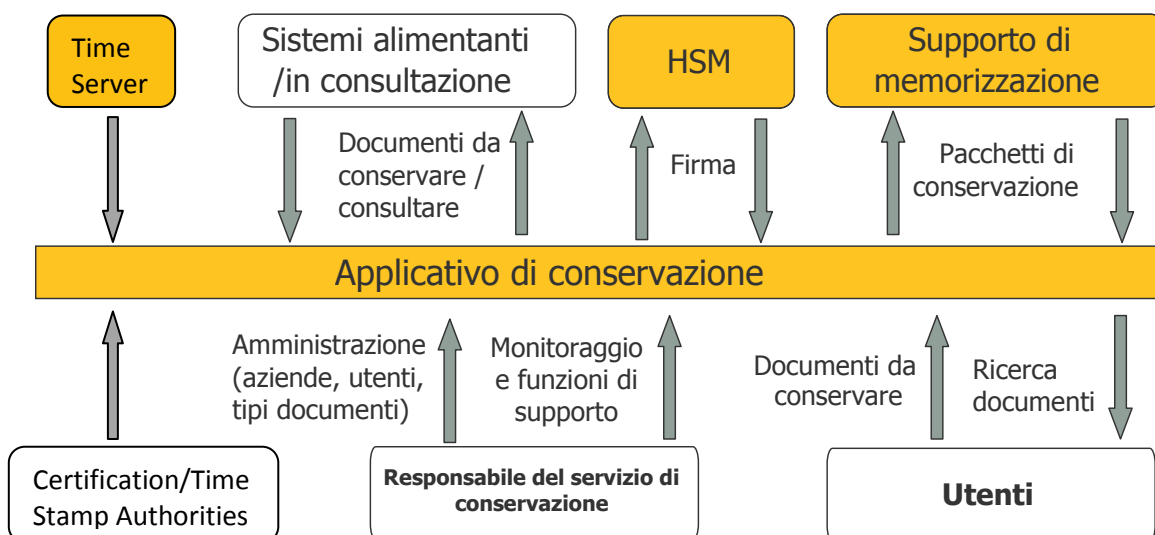 Time
Server
Sistemi alimentanti
/in consultazione
HSM
Supporto di
memorizzazione
Documenti da
conservare /
consultare
Firma
Pacchetti di
conservazione
Applicativo di conservazione
Amministrazione
(aziende, utenti,
tipi documenti)
Monitoraggio
e funzioni di
supporto
Documenti da
conservare
Ricerca
documenti
Certification/Time
Stamp Authorities
Responsabile del servizio di
conservazione
Utenti